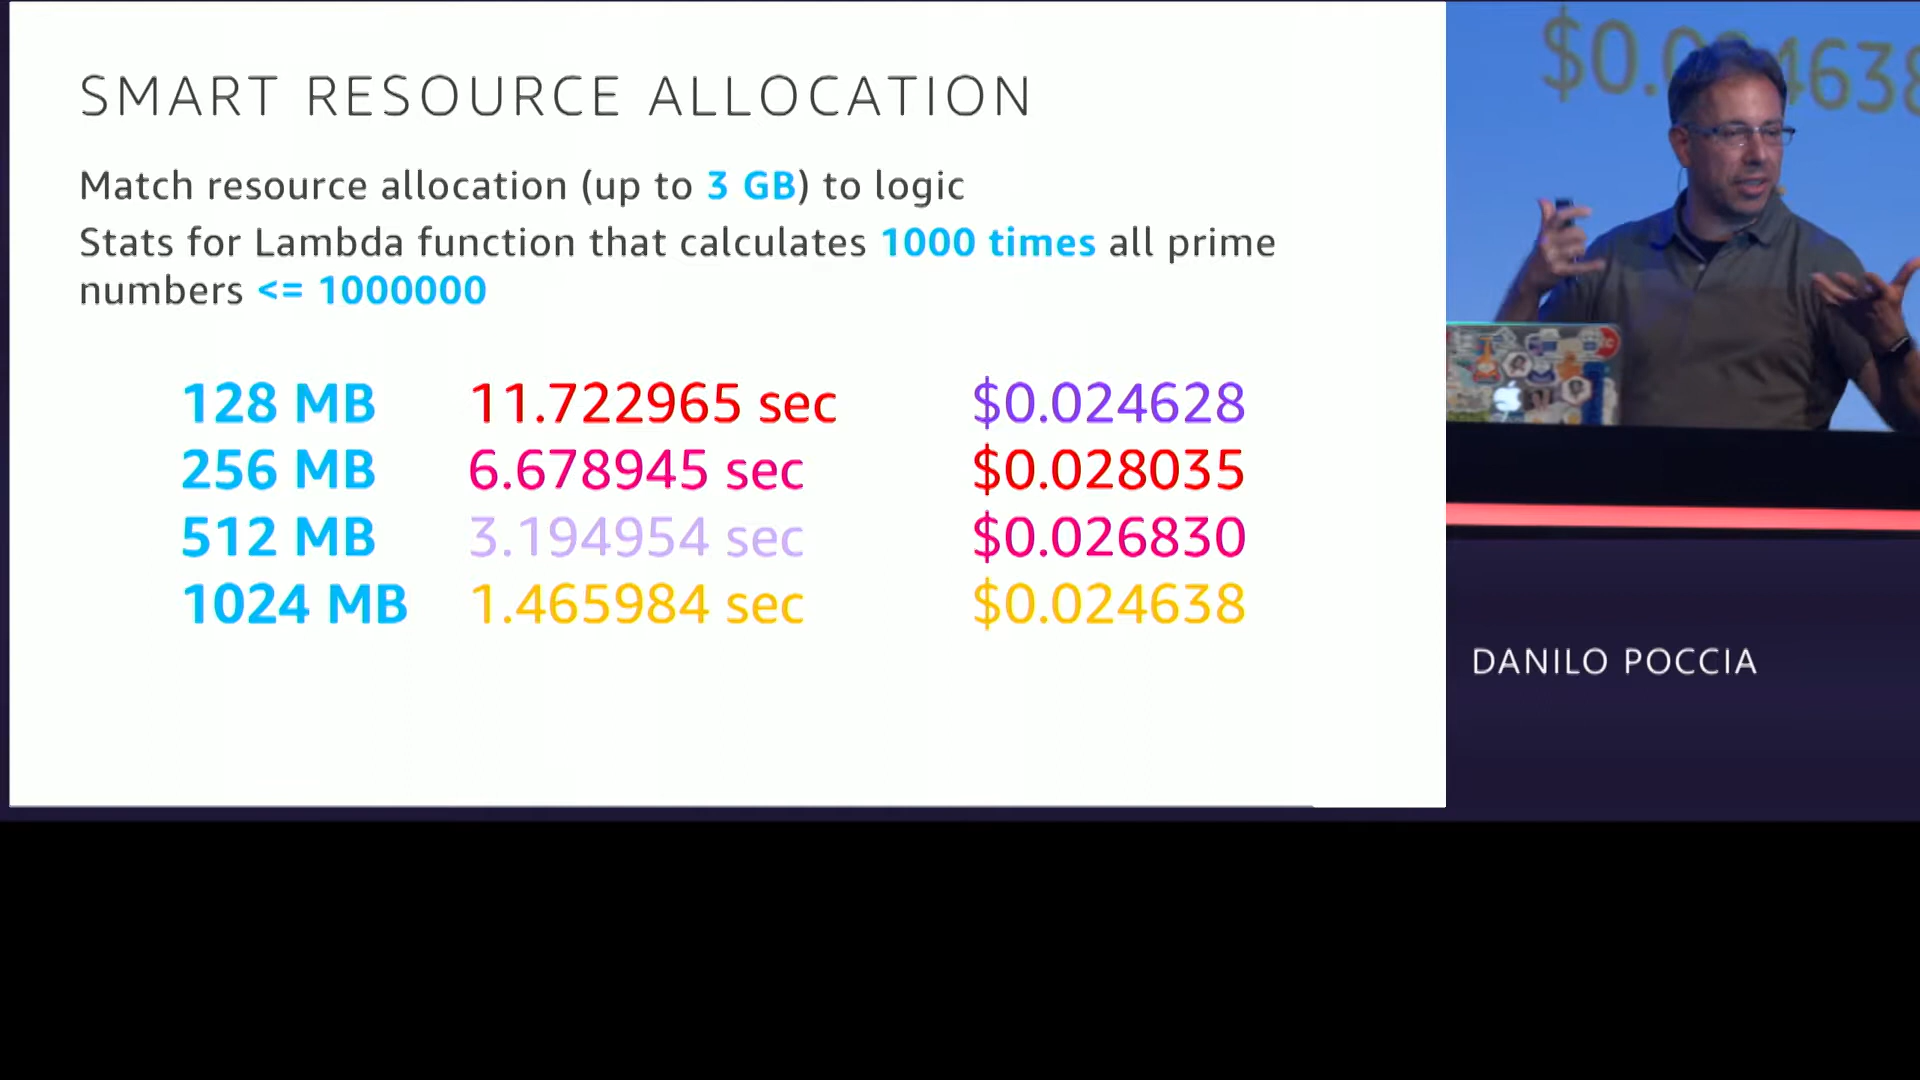 SMART RESOURCE ALLOCATION
Match resource allocation (up to 3 GB) to logic
Stats for Lambda function that calculates 1000 times all prime
numbers <= 1000000
128 MB 11.722965 sec $0.024628
256 MB 6.678945 sec $0.028035
512 MB 3.194954 sec $0.026830
1024 MB 1.465984 sec $0.024638
DANILO POCCIA